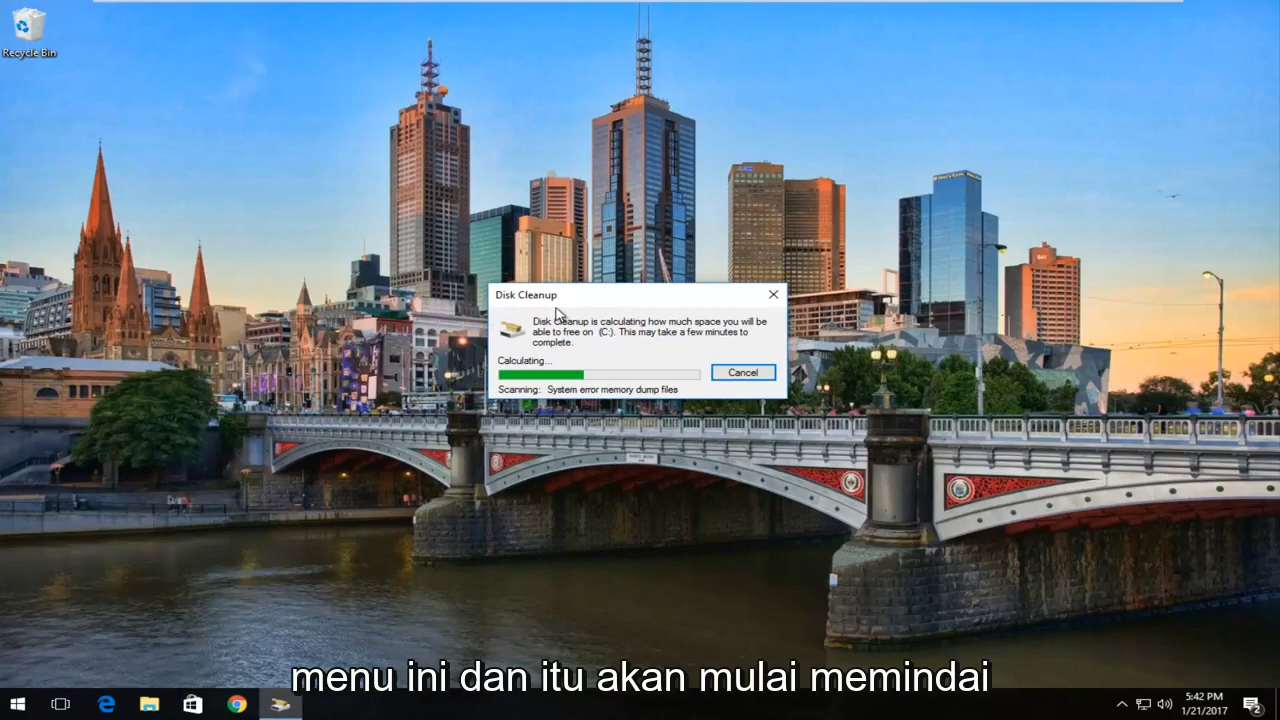 Recycle Bin
Disk Cleanup
Disk Cleanup is calculating how much space you will be
able to free on (C:). This may take a few minutes to
complete.
Calculating...
Cancel
Scanning: System error memory dump files
menu ini dan itu akan mulai memindai
5:42 PM
1/21/2017
2